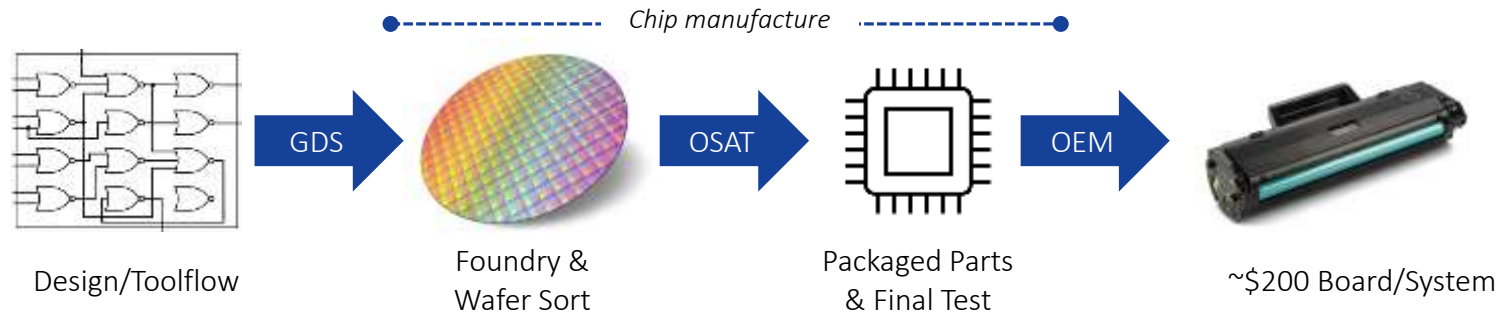 Chip manufacture
GDS
OSAT
OEM
Design/Toolflow
Foundry &
Wafer Sort
Packaged Parts
& Final Test
~$200 Board/System